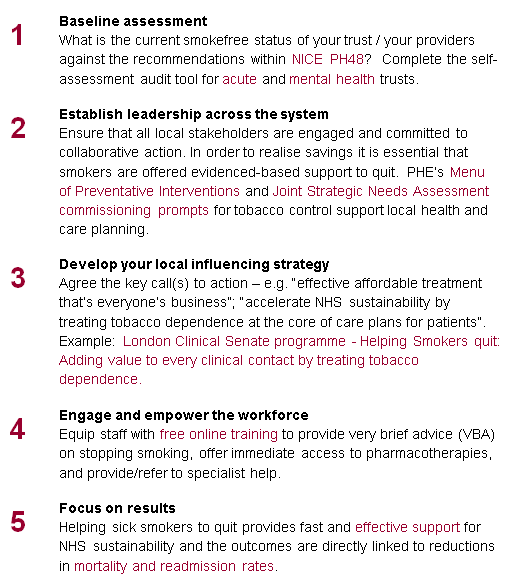 1
Baseline assessment
What is the current smokefree status of your trust / your providers
against the recommendations within NICE PH48? Complete the self-
assessment audit tool for acute and mental health trusts.
2
Establish leadership across the system
Ensure that all local stakeholders are engaged and committed to
collaborative action. In order to realise savings it is essential that
smokers are offered evidenced-based support to quit. PHE's Menu
of Preventative Interventions and Joint Strategic Needs Assessment
commissioning prompts for tobacco control support local health and
care planning.
3
Develop your local influencing strategy
Agree the key call(s) to action – e.g. "effective affordable treatment
that's everyone's business"; "accelerate NHS sustainability by
treating tobacco dependence at the core of care plans for patients".
Example: London Clinical Senate programme - Helping Smokers quit:
Adding value to every clinical contact by treating tobacco
dependence.
4
Engage and empower the workforce
Equip staff with free online training to provide very brief advice (VBA)
on stopping smoking, offer immediate access to pharmacotherapies,
and provide/refer to specialist help.
5
Focus on results
Helping sick smokers to quit provides fast and effective support for
NHS sustainability and the outcomes are directly linked to reductions
in mortality and readmission rates.